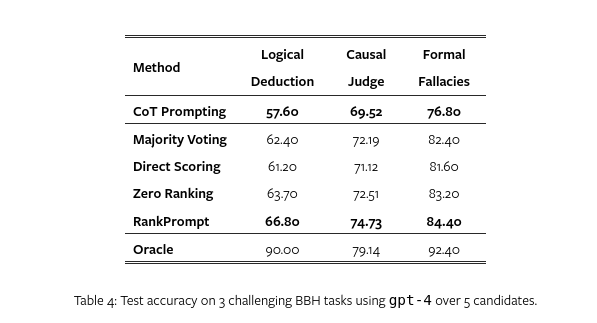 Method Logical Deduction Causal Judge Formal Fallacies
CoT Prompting 57.60 69.52 76.80
Majority Voting 62.40 72.19 82.40
Direct Scoring 61.20 71.12 81.60
Zero Ranking 63.70 72.51 83.20
RankPrompt 66.80 74.73 84.40
Oracle 90.00 79.14 92.40
Table 4: Test accuracy on 3 challenging BBH tasks using gpt-4 over 5 candidates.